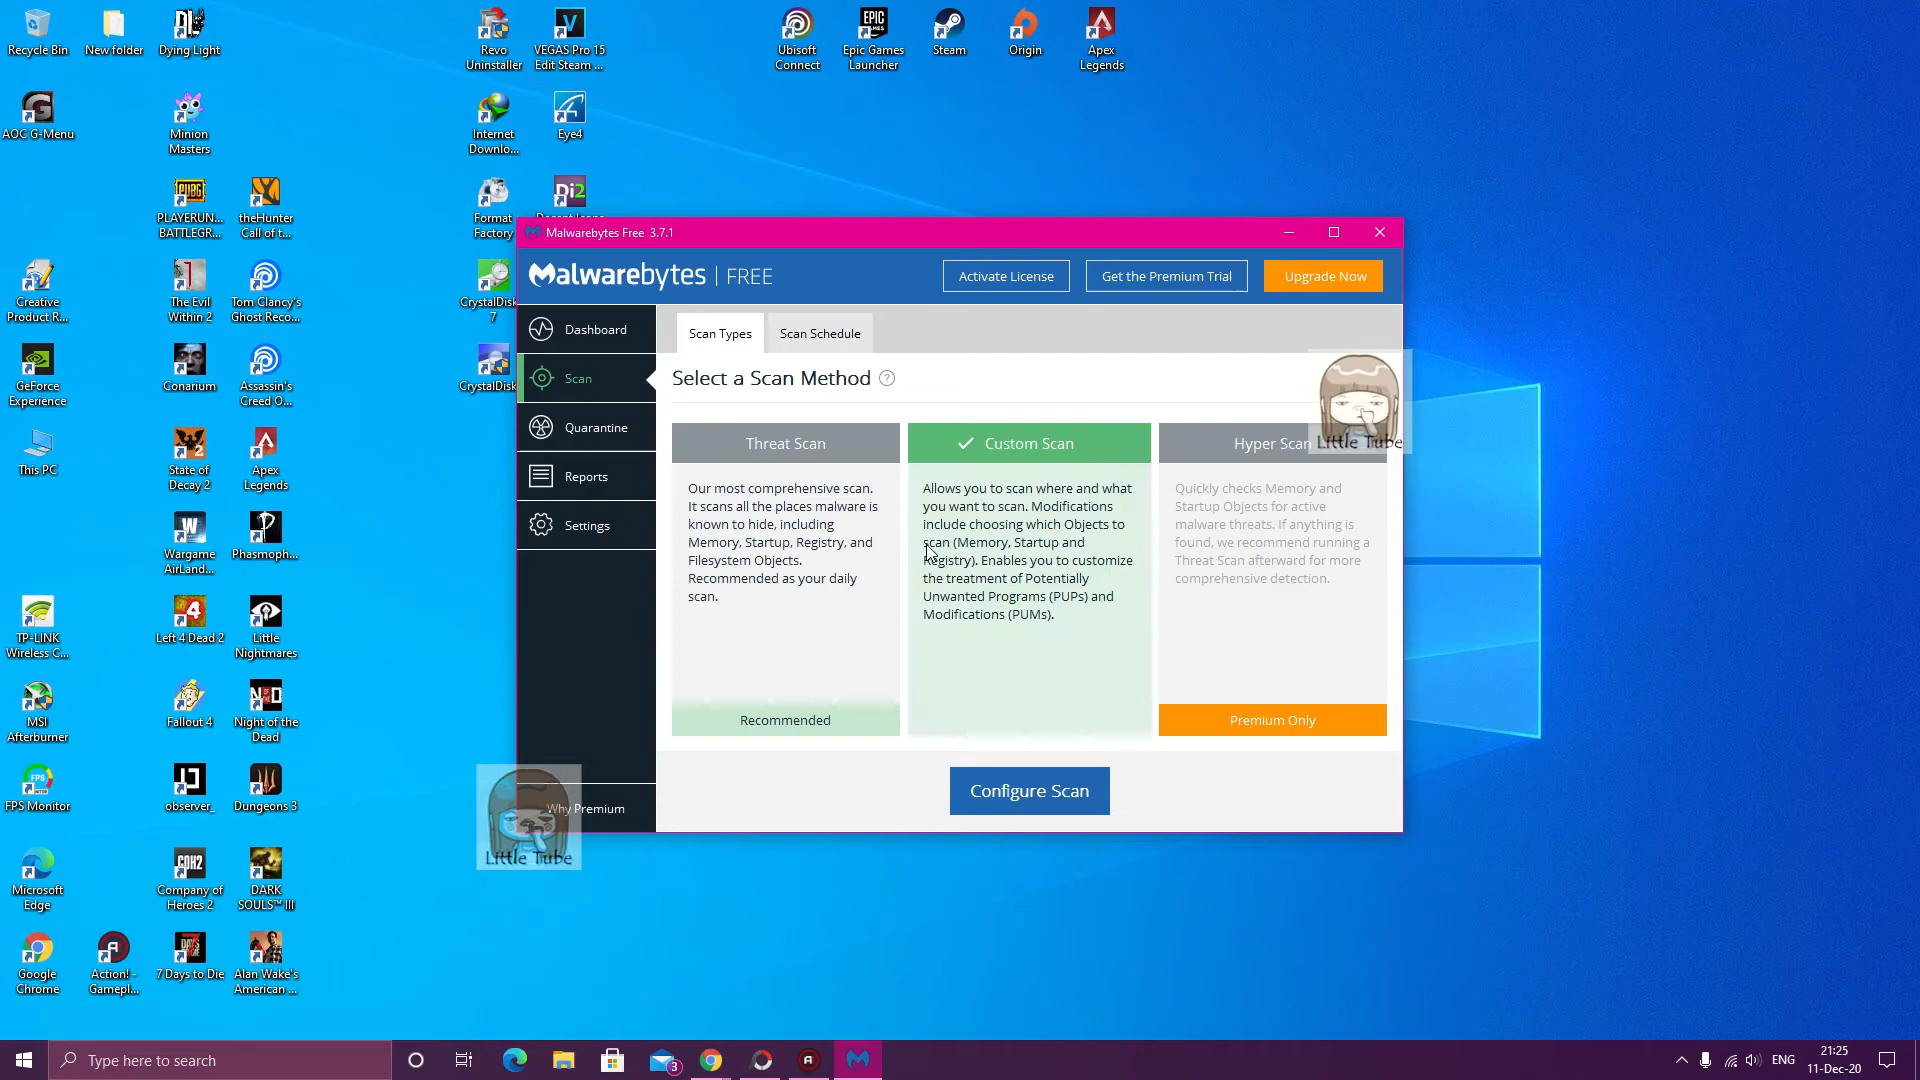 Recycle Bin
New folder
Dying Light
Revo
Uninstaller
VEGAS Pro 15
Edit Steam ...
Ubisoft
Connect
Epic Games
Launcher
Steam
Origin
Apex
Legends
AOC G-Menu
Minion
Masters
Internet
Downlo...
Eye4
PLAYERUN...
BATTLEGR...
theHunter
Call of t...
Format
Factory
Malwarebytes Free 3.7.1
Malwarebytes | FREE
Activate License
Get the Premium Trial
Upgrade Now
Creative
Product R...
The Evil
Within 2
Tom Clancy's
Ghost Reco...
CrystalDisk
7
Dashboard
Scan Types
Scan Schedule
GeForce
Experience
Conarium
Assassin's
Creed O...
CrystalDisk
Scan
Select a Scan Method
Little Tube
Quarantine
Threat Scan
Custom Scan
Hyper Scan
This PC
State of
Decay 2
Apex
Legends
Reports
Settings
Our most comprehensive scan.
It scans all the places malware is
known to hide, including
Memory, Startup, Registry, and
Filesystem Objects.
Recommended as your daily
scan.
Allows you to scan where and what
you want to scan. Modifications
include choosing which Objects to
scan (Memory, Startup and
Registry). Enables you to customize
the treatment of Potentially
Unwanted Programs (PUPs) and
Modifications (PUMs).
Quickly checks Memory and
Startup Objects for active
malware threats. If anything is
found, we recommend running a
Threat Scan afterward for more
comprehensive detection.
Wargame
AirLand...
Phasmoph...
TP-LINK
Wireless C...
Left 4 Dead 2
Little
Nightmares
Recommended
Premium Only
MSI
Afterburner
Fallout 4
Night of the
Dead
Configure Scan
Why Premium
Little Tube
FPS Monitor
observer_
Dungeons 3
Microsoft
Edge
Company of
Heroes 2
DARK
SOULS™ III
Google
Chrome
Action! -
Gamepl...
7 Days to Die
Alan Wake's
American ...
Type here to search
3
ENG
21:25
11-Dec-20